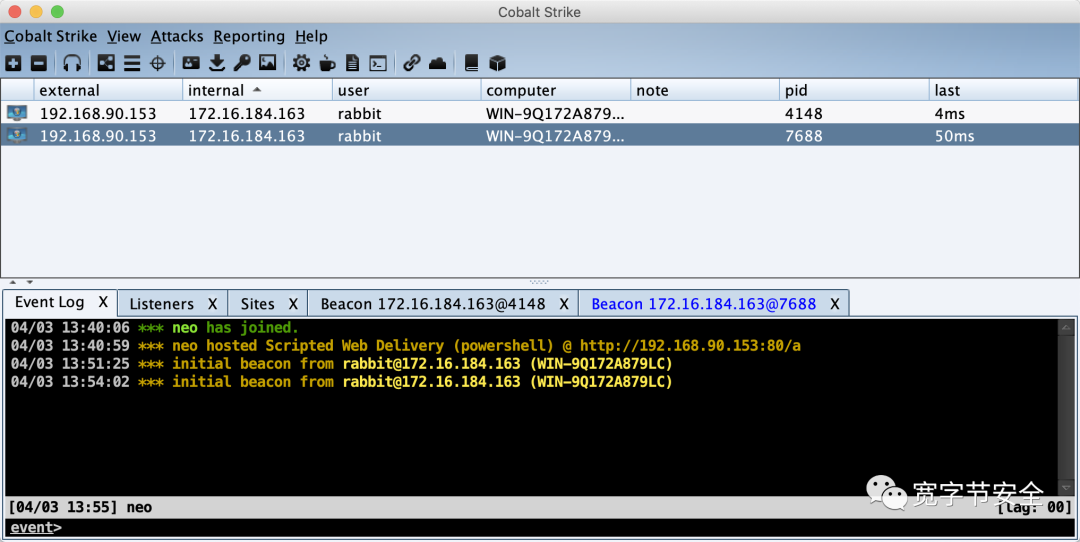 Cobalt Strike
Cobalt Strike View Attacks Reporting Help
external internal user computer note pid last
192.168.90.153 172.16.184.163 rabbit WIN-9Q172A879... 4148 4ms
192.168.90.153 172.16.184.163 rabbit WIN-9Q172A879... 7688 50ms
Event Log X Listeners X Sites X Beacon 172.16.184.163@4148 X Beacon 172.16.184.163@7688 X
04/03 13:40:06 *** neo has joined.
04/03 13:40:59 *** neo hosted Scripted Web Delivery (powershell) @ http://192.168.90.153:80/a
04/03 13:51:25 *** initial beacon from rabbit@172.16.184.163 (WIN-9Q172A879LC)
04/03 13:54:02 *** initial beacon from rabbit@172.16.184.163 (WIN-9Q172A879LC)
宽字节安全
[04/03 13:55] neo [lag: 00]
event>